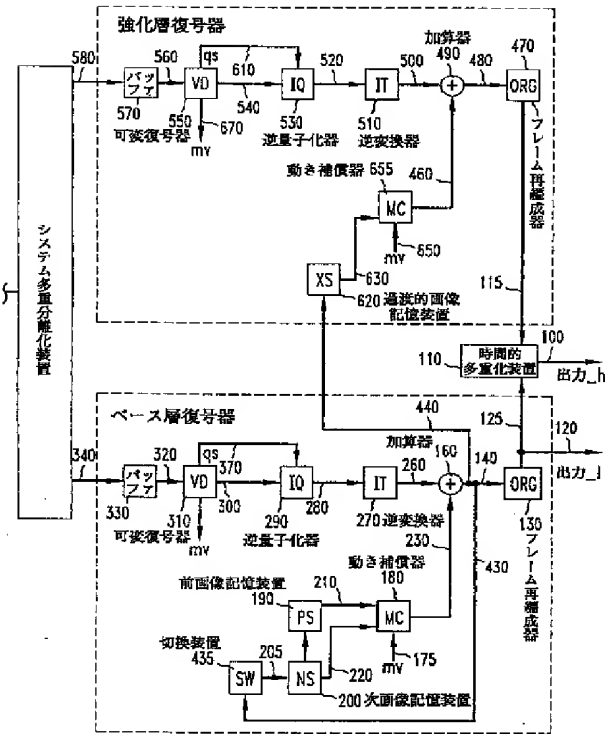 強化層復号器
580
560
qs
610
520
500
加算器
490
480
470
バッファ
VD
IQ
IT
+
ORG
570
550
540
530
510
可変復号器
670
mv
逆量子化器
逆変換器
フレーム再編成器
動き補償器
655
460
MC
mv
650
630
XS
620
過渡的画像記憶装置
システム多重分離化装置
115
110
時間的多重化装置
100
出力_h
ベース層復号器
440
125
120
出力_l
加算器
340
320
qs
370
260
160
140
バッファ
VD
IQ
IT
+
ORG
330
310
300
290
280
270
逆変換器
230
430
130
可変復号器
mv
逆量子化器
フレーム再編成器
動き補償器
前画像記憶装置
210
180
190
PS
MC
切換装置
435
205
220
mv
175
SW
NS
200
次画像記憶装置